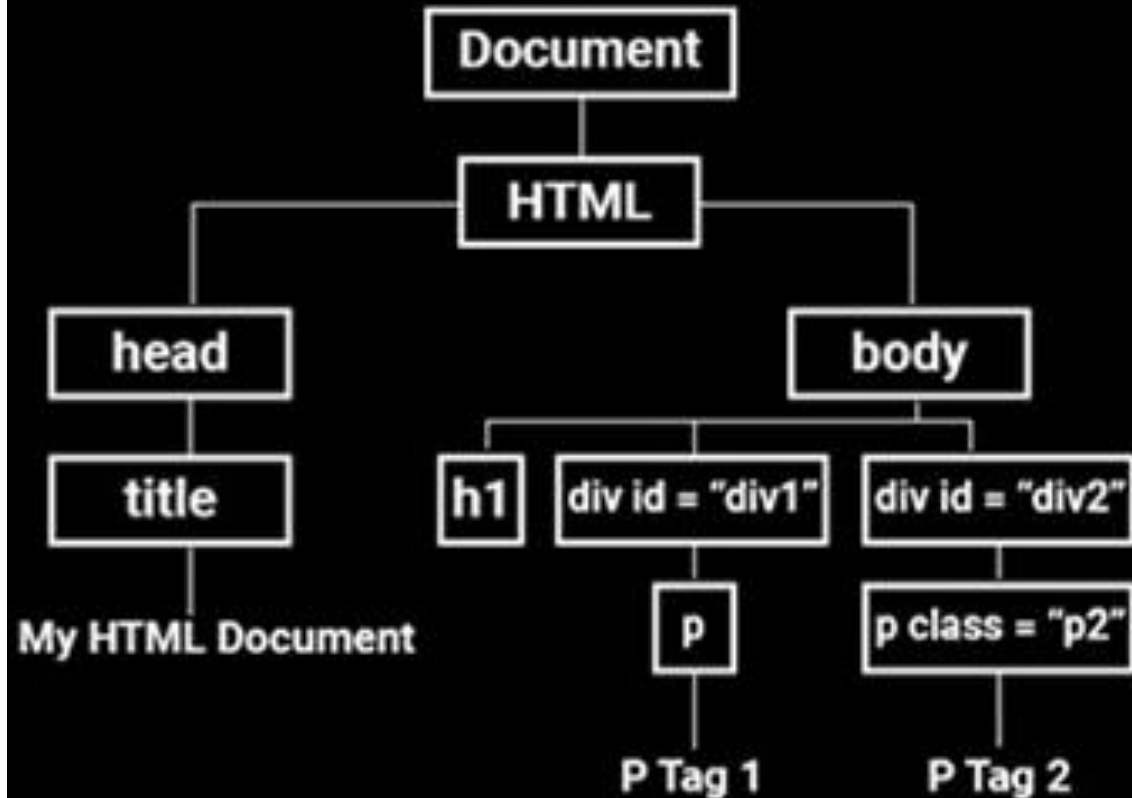 Document
HTML
head
body
title
h1
div id = “div1”
div id = “div2”
My HTML Document
p
p class = “p2”
P Tag 1
P Tag 2